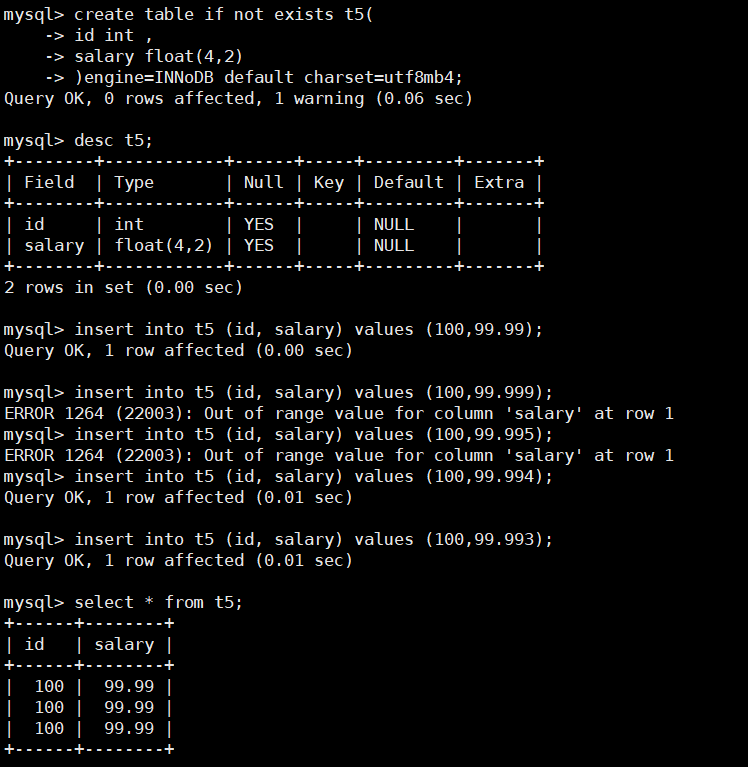 mysql> create table if not exists t5(
    -> id int ,
    -> salary float(4,2)
    -> )engine=INNoDB default charset=utf8mb4;
Query OK, 0 rows affected, 1 warning (0.06 sec)

mysql> desc t5;
+--------+------------+------+-----+---------+-------+
| Field  | Type       | Null | Key | Default | Extra |
+--------+------------+------+-----+---------+-------+
| id     | int        | YES  |     | NULL    |       |
| salary | float(4,2) | YES  |     | NULL    |       |
+--------+------------+------+-----+---------+-------+
2 rows in set (0.00 sec)

mysql> insert into t5 (id, salary) values (100,99.99);
Query OK, 1 row affected (0.00 sec)

mysql> insert into t5 (id, salary) values (100,99.999);
ERROR 1264 (22003): Out of range value for column 'salary' at row 1
mysql> insert into t5 (id, salary) values (100,99.995);
ERROR 1264 (22003): Out of range value for column 'salary' at row 1
mysql> insert into t5 (id, salary) values (100,99.994);
Query OK, 1 row affected (0.01 sec)

mysql> insert into t5 (id, salary) values (100,99.993);
Query OK, 1 row affected (0.01 sec)

mysql> select * from t5;
+------+--------+
| id   | salary |
+------+--------+
|  100 |  99.99 |
|  100 |  99.99 |
|  100 |  99.99 |
+------+--------+